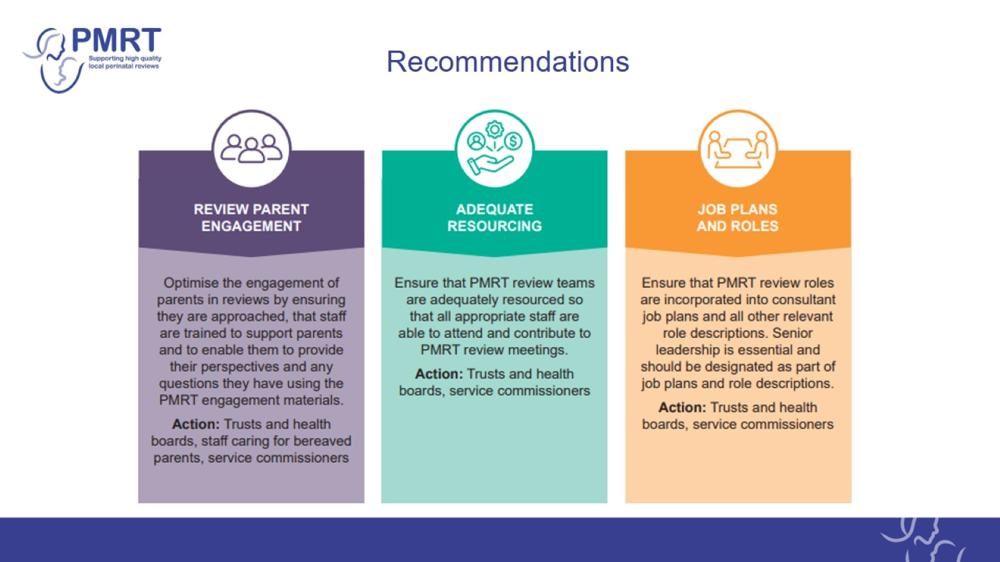 PMRT
Supporting high quality
local perinatal reviews
Recommendations
REVIEW PARENT
ENGAGEMENT
Optimise the engagement of
parents in reviews by ensuring
they are approached, that staff
are trained to support parents
and to enable them to provide
their perspectives and any
questions they have using the
PMRT engagement materials.
Action: Trusts and health
boards, staff caring for bereaved
parents, service commissioners
$
ADEQUATE
RESOURCING
Ensure that PMRT review teams
are adequately resourced so
that all appropriate staff are
able to attend and contribute to
PMRT review meetings.
Action: Trusts and health
boards, service commissioners
JOB PLANS
AND ROLES
Ensure that PMRT review roles
are incorporated into consultant
job plans and all other relevant
role descriptions. Senior
leadership is essential and
should be designated as part of
job plans and role descriptions.
Action: Trusts and health
boards, service commissioners